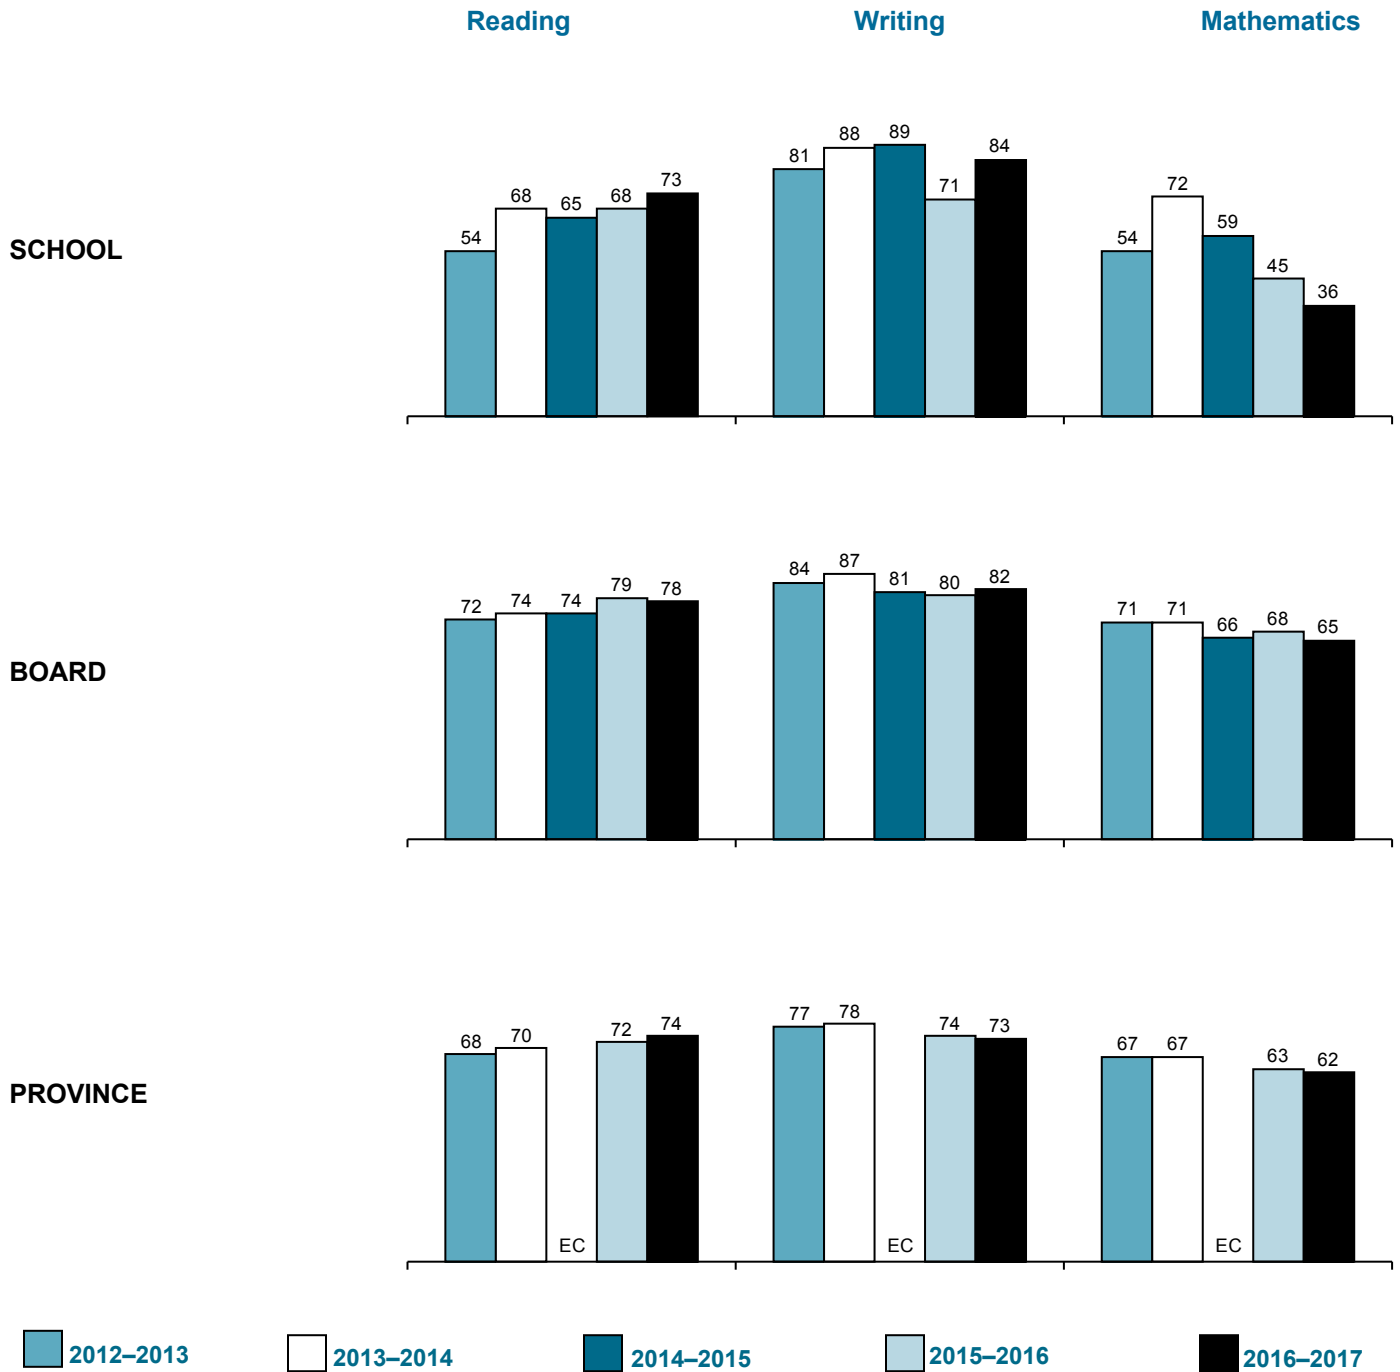 Reading Writing Mathematics
SCHOOL
54 68 65 68 73 81 88 89 71 84 54 72 59 45 36
BOARD
72 74 74 79 78 84 87 81 80 82 71 71 66 68 65
PROVINCE
68 70 EC 72 74 77 78 EC 74 73 67 67 EC 63 62
2012–2013 2013–2014 2014–2015 2015–2016 2016–2017